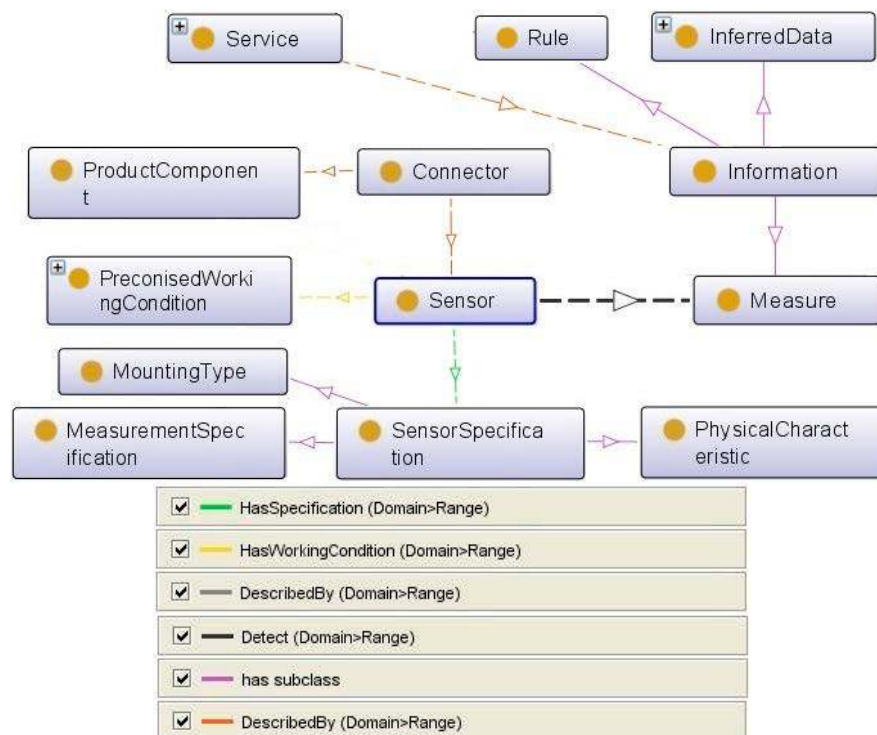 Service
Rule
InferredData
ProductComponen
t
Connector
Information
PreconisedWorki
ngCondition
Sensor
Measure
MountingType
MeasurementSpec
ification
SensorSpecifica
tion
PhysicalCharact
eristic
HasSpecification (Domain>Range)
HasWorkingCondition (Domain>Range)
DescribedBy (Domain>Range)
Detect (Domain>Range)
has subclass
DescribedBy (Domain>Range)